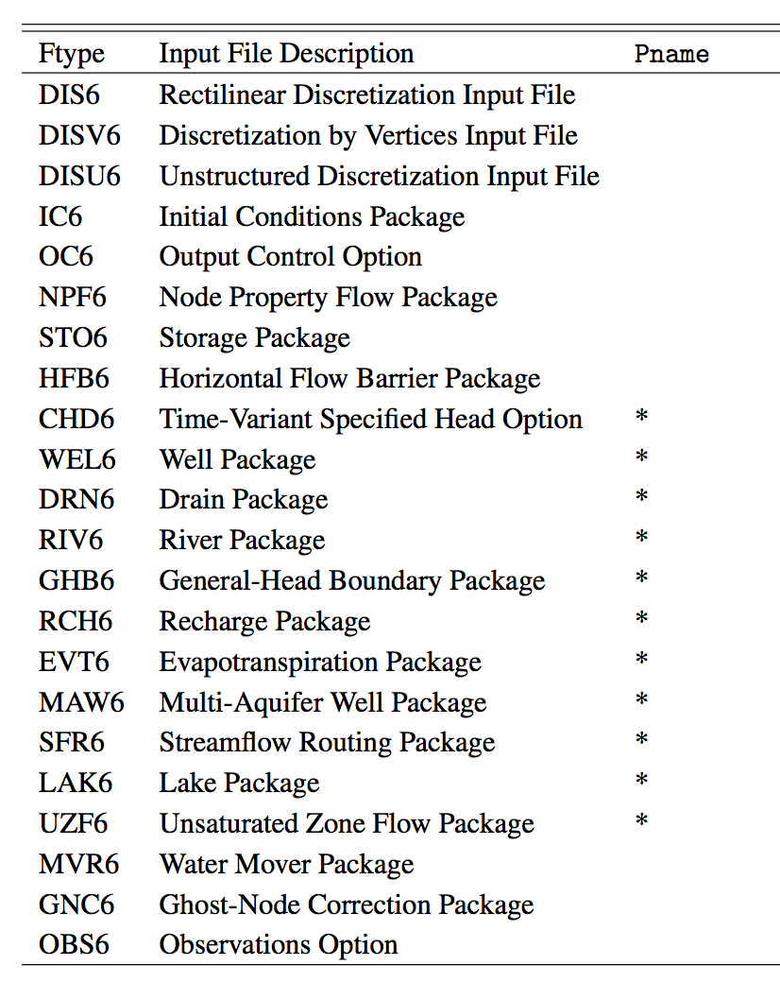 Ftype Input File Description Pname
DIS6 Rectilinear Discretization Input File
DISV6 Discretization by Vertices Input File
DISU6 Unstructured Discretization Input File
IC6 Initial Conditions Package
OC6 Output Control Option
NPF6 Node Property Flow Package
STO6 Storage Package
HFB6 Horizontal Flow Barrier Package
CHD6 Time-Variant Specified Head Option *
WEL6 Well Package *
DRN6 Drain Package *
RIV6 River Package *
GHB6 General-Head Boundary Package *
RCH6 Recharge Package *
EVT6 Evapotranspiration Package *
MAW6 Multi-Aquifer Well Package *
SFR6 Streamflow Routing Package *
LAK6 Lake Package *
UZF6 Unsaturated Zone Flow Package *
MVR6 Water Mover Package
GNC6 Ghost-Node Correction Package
OBS6 Observations Option